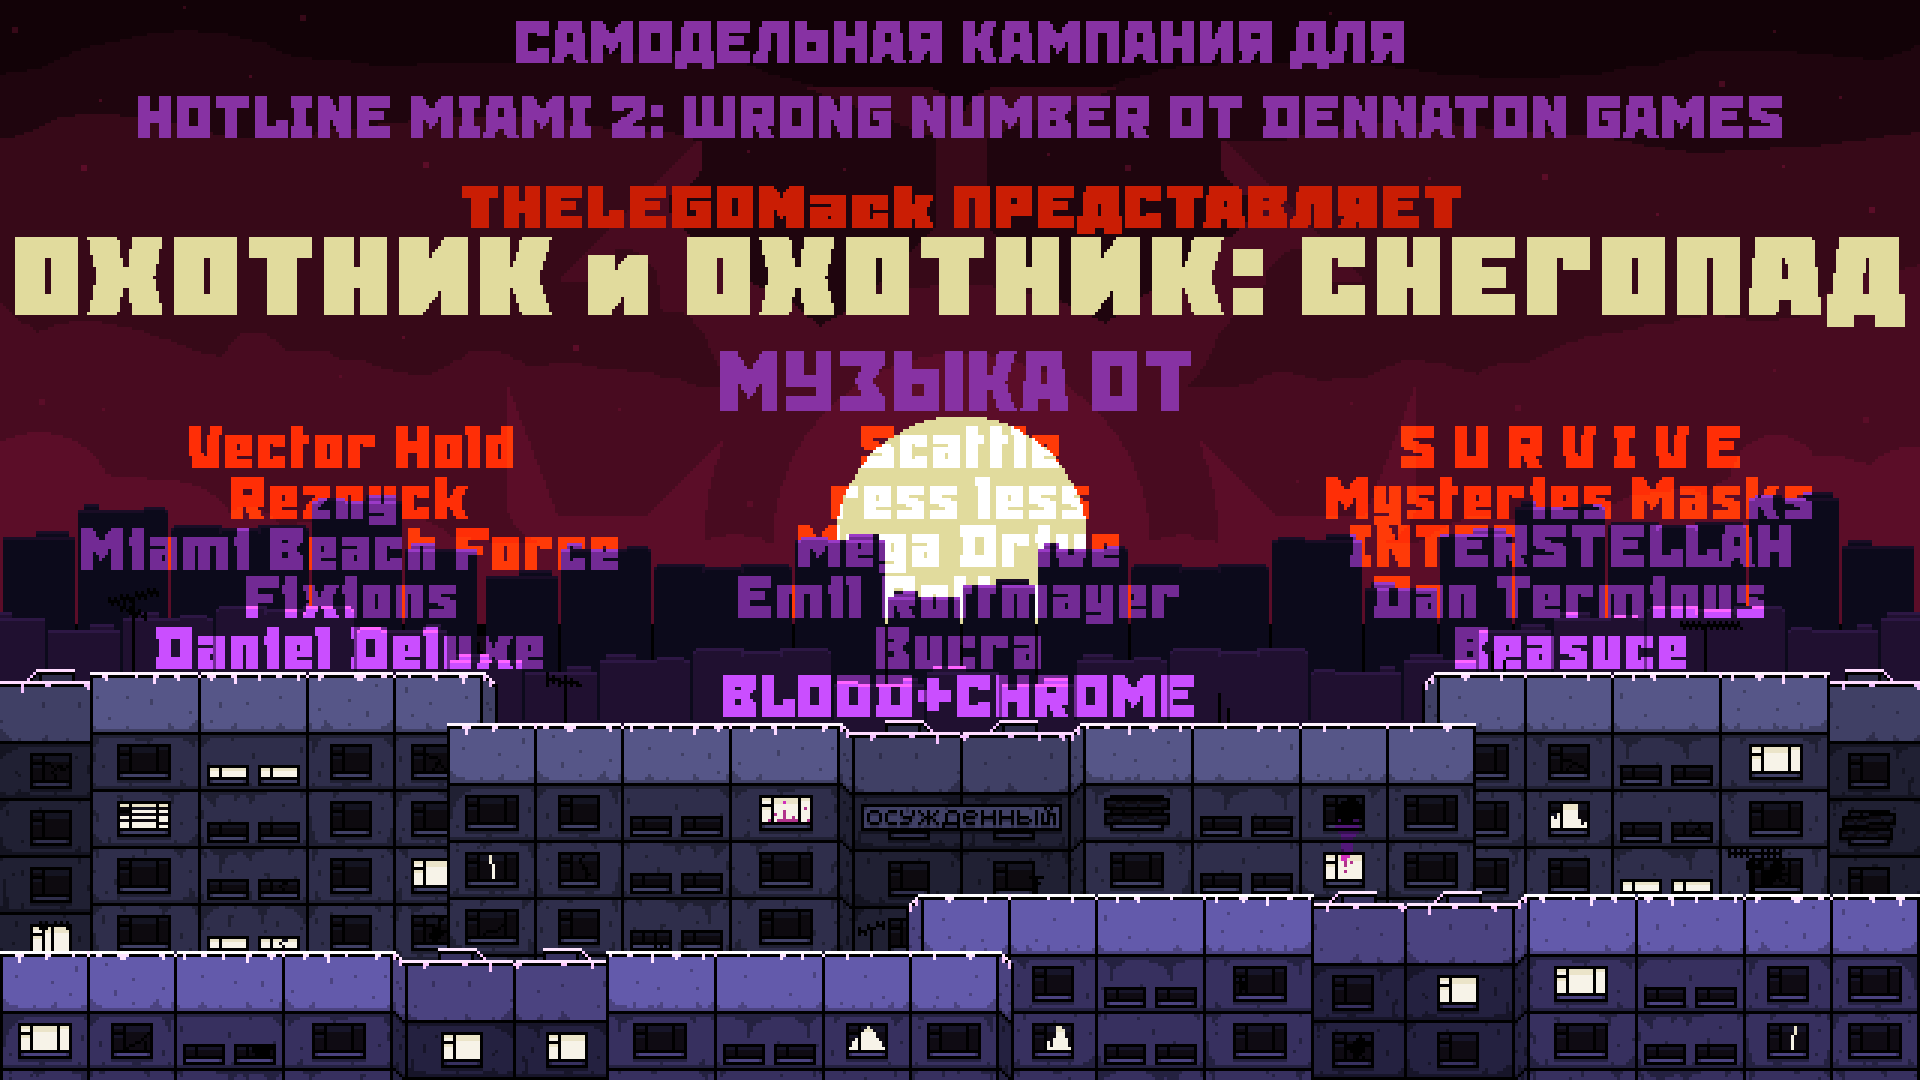 САМОДЕЛЬНАЯ КАМПАНИЯ ДЛЯ
HOTLINE MIAMI 2: WRONG NUMBER ОТ DENNATON GAMES
THELEGOMack ПРЕДСТАВЛЯЕТ
ОХОТНИК и ОХОТНИК: СНЕГОПАД
МУЗЫКА ОТ
Vector Hold
Reznyck
Miami Beach Force
Fixions
Daniel Deluxe
Scattle
ess less
Mega Drive
Emil Rottmayer
Bucra
BLOOD+CHROME
S U R V I V E
Mysteries Masks
INTERSTELLAH
Dan Terminus
Beasuce
осужденный